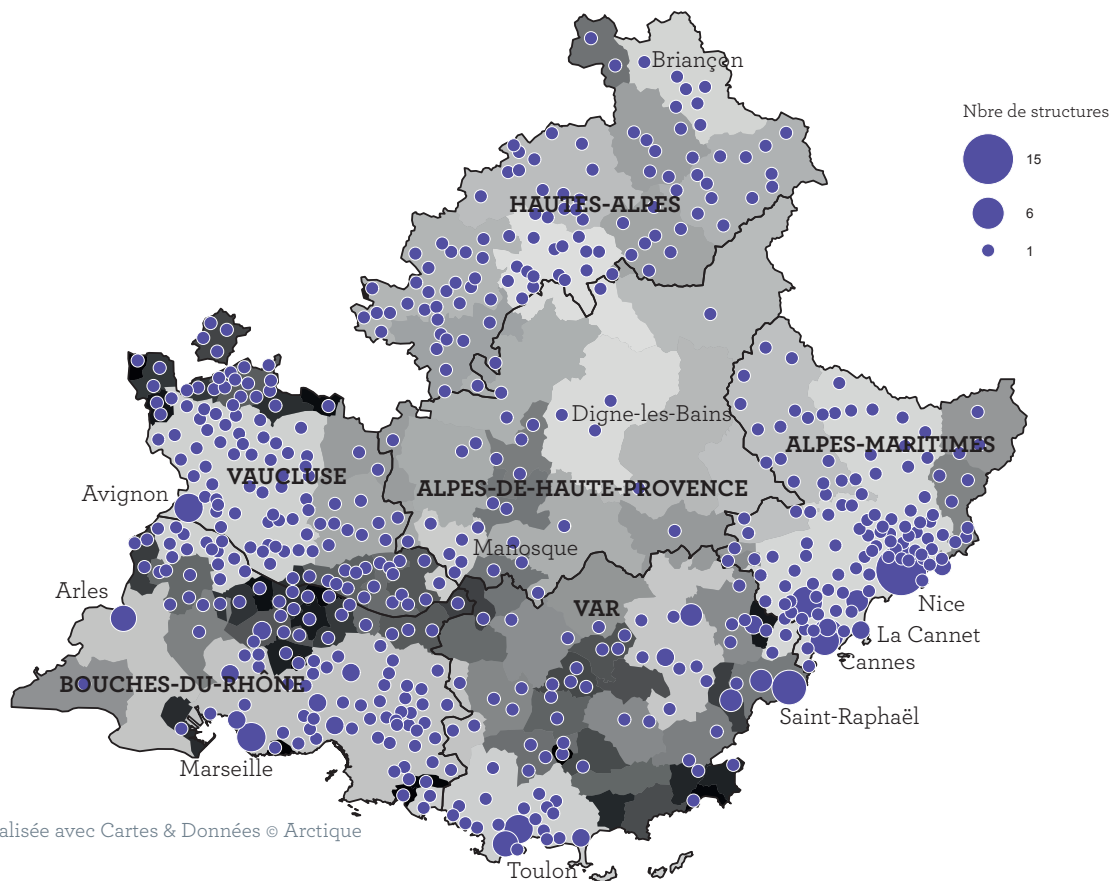 Briançon
Nbre de structures
15
6
1
HAUTES-ALPES
Digne-les-Bains
ALPES-MARITIMES
VAUCLUSE
Avignon
ALPES-DE-HAUTE-PROVENCE
Manosque
Arles
VAR
Nice
La Cannet
Cannes
BOUCHES-DU-RHÔNE
Saint-Raphaël
Marseille
alisée avec Cartes & Données © Arctique
Toulon